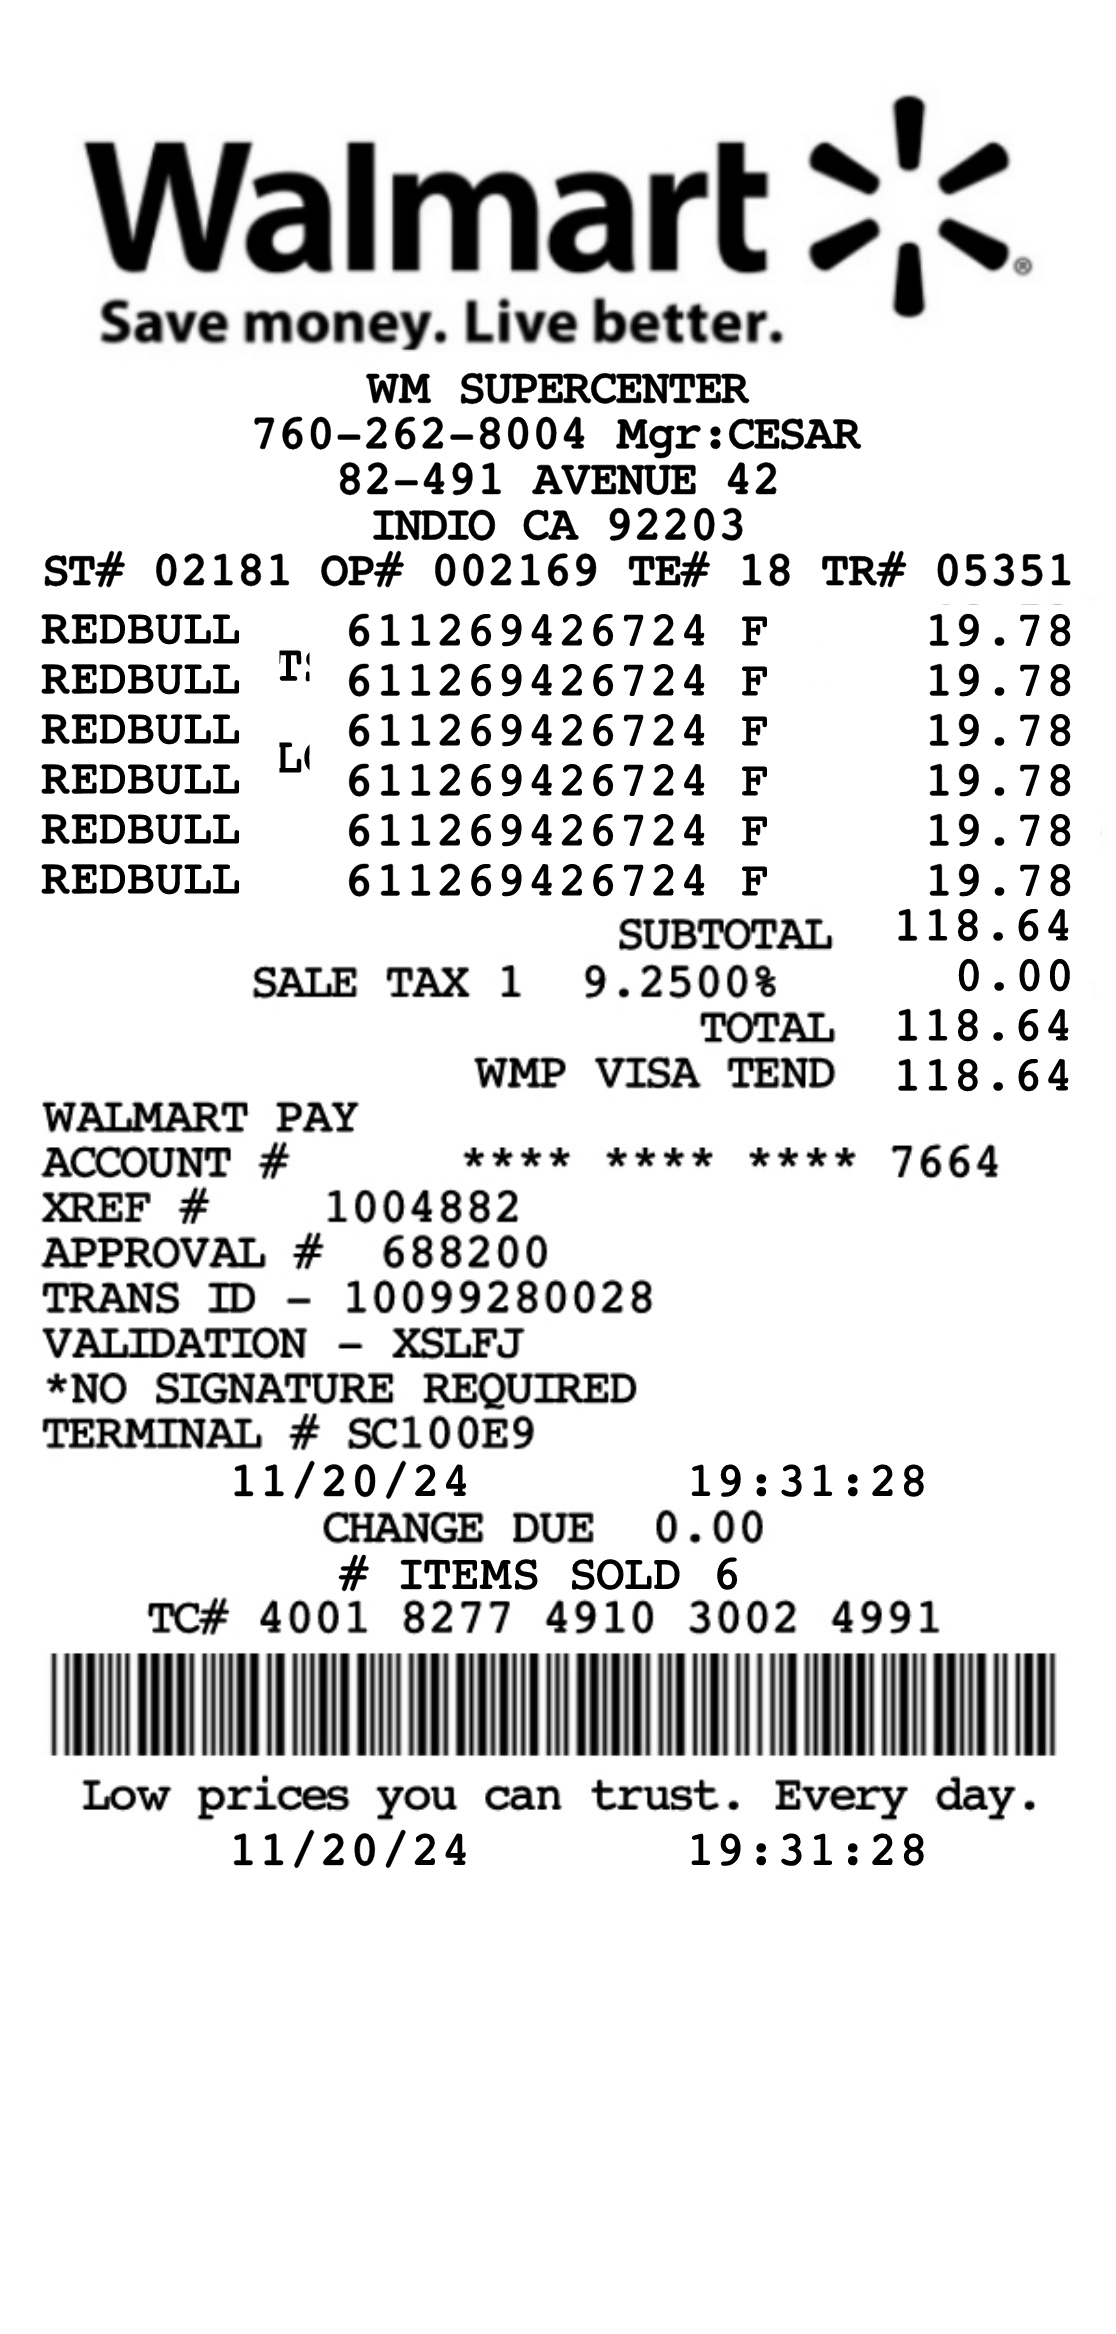 Walmart
Save money. Live better.
WM SUPERCENTER
760-262-8004 Mgr:CESAR
82-491 AVENUE 42
INDIO CA 92203
ST# 02181 OP# 002169 TE# 18 TR# 05351
REDBULL 611269426724 F 19.78
REDBULL 611269426724 F 19.78
REDBULL 611269426724 F 19.78
REDBULL 611269426724 F 19.78
REDBULL 611269426724 F 19.78
REDBULL 611269426724 F 19.78
SUBTOTAL 118.64
SALE TAX 1 9.2500% 0.00
TOTAL 118.64
WMP VISA TEND 118.64
WALMART PAY
ACCOUNT # **** **** **** 7664
XREF # 1004882
APPROVAL # 688200
TRANS ID - 10099280028
VALIDATION - XSLFJ
*NO SIGNATURE REQUIRED
TERMINAL # SC100E9
11/20/24 19:31:28
CHANGE DUE 0.00
# ITEMS SOLD 6
TC# 4001 8277 4910 3002 4991
Low prices you can trust. Every day.
11/20/24 19:31:28